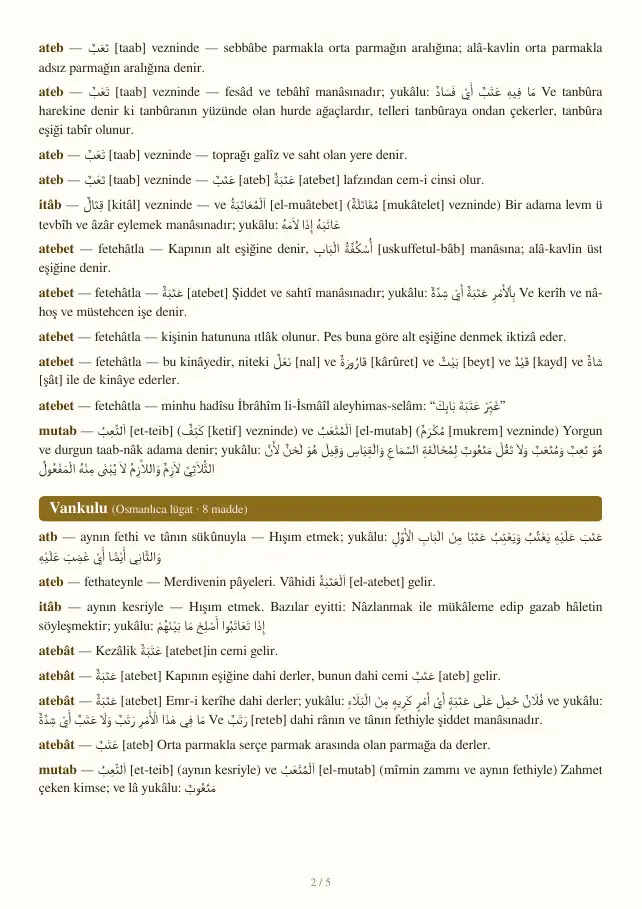 ateb — تَعَبٌ [taab] vezninde — sebbâbe parmakla orta parmağın aralığına; alâ-kavlin orta parmakla
adsız parmağın aralığına denir.
ateb — تَعَبٌ [taab] vezninde — fesâd ve tebâhî manâsınadır; yukâlu: مَا فِيهِ عَتَبٌ أَيْ فَسَادٌ Ve tanbûra
harekine denir ki tanbûranın yüzünde olan hurde ağaçlardır, telleri tanbûraya ondan çekerler, tanbûra
eşiği tabîr olunur.
ateb — تَعَبٌ [taab] vezninde — toprağı galîz ve saht olan yere denir.
ateb — تَعَبٌ [taab] vezninde — عَتَبٌ [ateb] عَتَبَةٌ [atebet] lafzından cem-i cinsi olur.
itâb — قِتَالٌ [kitâl] vezninde — ve اَلْمُعَاتَبَةُ [el-muâtebet] (مُقَاتَلَةٌ [mukâtelet] vezninde) Bir adama levm ü
tevbîh ve âzâr eylemek manâsınadır; yukâlu: عَاتَبَهُ إِذَا لَامَهُ
atebet — fetehâtla — Kapının alt eşiğine denir, أُسْكُفَّةُ الْبَابِ [uskuffetul-bâb] manâsına; alâ-kavlin üst
eşiğine denir.
atebet — fetehâtla — عَتَبَةٌ [atebet] Şiddet ve sahtî manâsınadır; yukâlu: بِالْأَمْرِ عَتَبَةٌ أَيْ شِدَّةٌ Ve kerîh ve nâ-
hoş ve müstehcen işe denir.
atebet — fetehâtla — kişinin hatununa ıtlâk olunur. Pes buna göre alt eşiğine denmek iktizâ eder.
atebet — fetehâtla — bu kinâyedir, niteki نَعْلٌ [nal] ve قَارُورَةٌ [kârûret] ve بَيْتٌ [beyt] ve قَيْدٌ [kayd] ve شَاةٌ
[şât] ile de kinâye ederler.
atebet — fetehâtla — minhu hadîsu İbrâhîm li-İsmâîl aleyhimas-selâm: “غَيِّرْ عَتَبَةَ بَابِكَ”
mutab — اَلتَّعِبُ [et-teib] (كَتِفٌ [ketif] vezninde) ve اَلْمُتْعَبُ [el-mutab] (مُكْرَمٌ [mukrem] vezninde) Yorgun
ve durgun taab-nâk adama denir; yukâlu: هُوَ تَعِبٌ وَمُتْعَبٌ وَلَا تَقُلْ مَتْعُوبٌ لِمُخَالَفَةِ السَّمَاعِ وَالْقِيَاسِ وَقِيلَ هُوَ لَحْنٌ لِأَنَّ
الثُّلَاثِيَّ لَازِمٌ وَاللَّازِمُ لَا يُبْنَى مِنْهُ الْمَفْعُولُ
Vankulu (Osmanlıca lügat · 8 madde)
atb — aynın fethi ve tânın sükûnuyla — Hışım etmek; yukâlu: عَتَبَ عَلَيْهِ يَعْتُبُ وَيَعْتِبُ عَتْبًا مِنَ الْبَابِ الْأَوَّلِ
وَالثَّانِي أَيْضًا أَيْ غَضِبَ عَلَيْهِ
ateb — fethateynle — Merdivenin pâyeleri. Vâhidi اَلْعَتَبَةُ [el-atebet] gelir.
itâb — aynın kesriyle — Hışım etmek. Bazılar eyitti: Nâzlanmak ile mükâleme edip gazab hâletin
söyleşmektir; yukâlu: إِذَا تَعَاتَبُوا أَصْلِحْ مَا بَيْنَهُمْ
atebât — Kezâlik عَتَبَةٌ [atebet]in cemi gelir.
atebât — عَتَبَةٌ [atebet] Kapının eşiğine dahi derler, bunun dahi cemi عَتَبٌ [ateb] gelir.
atebât — عَتَبَةٌ [atebet] Emr-i kerîhe dahi derler; yukâlu: فُلَانٌ حُمِلَ عَلَى عَتَبَةٍ أَيْ أَمْرٍ كَرِيهٍ مِنَ الْبَلَاءِ ve yukâlu:
مَا فِي هَذَا الْأَمْرِ رَتَبٌ وَلَا عَتَبٌ أَيْ شِدَّةٌ Ve رَتَبٌ [reteb] dahi rânın ve tânın fethiyle şiddet manâsınadır.
atebât — عَتَبٌ [ateb] Orta parmakla serçe parmak arasında olan parmağa da derler.
mutab — اَلتَّعِبُ [et-teib] (aynın kesriyle) ve اَلْمُتْعَبُ [el-mutab] (mîmin zammı ve aynın fethiyle) Zahmet
çeken kimse; ve lâ yukâlu: مَتْعُوبٌ
2 / 5